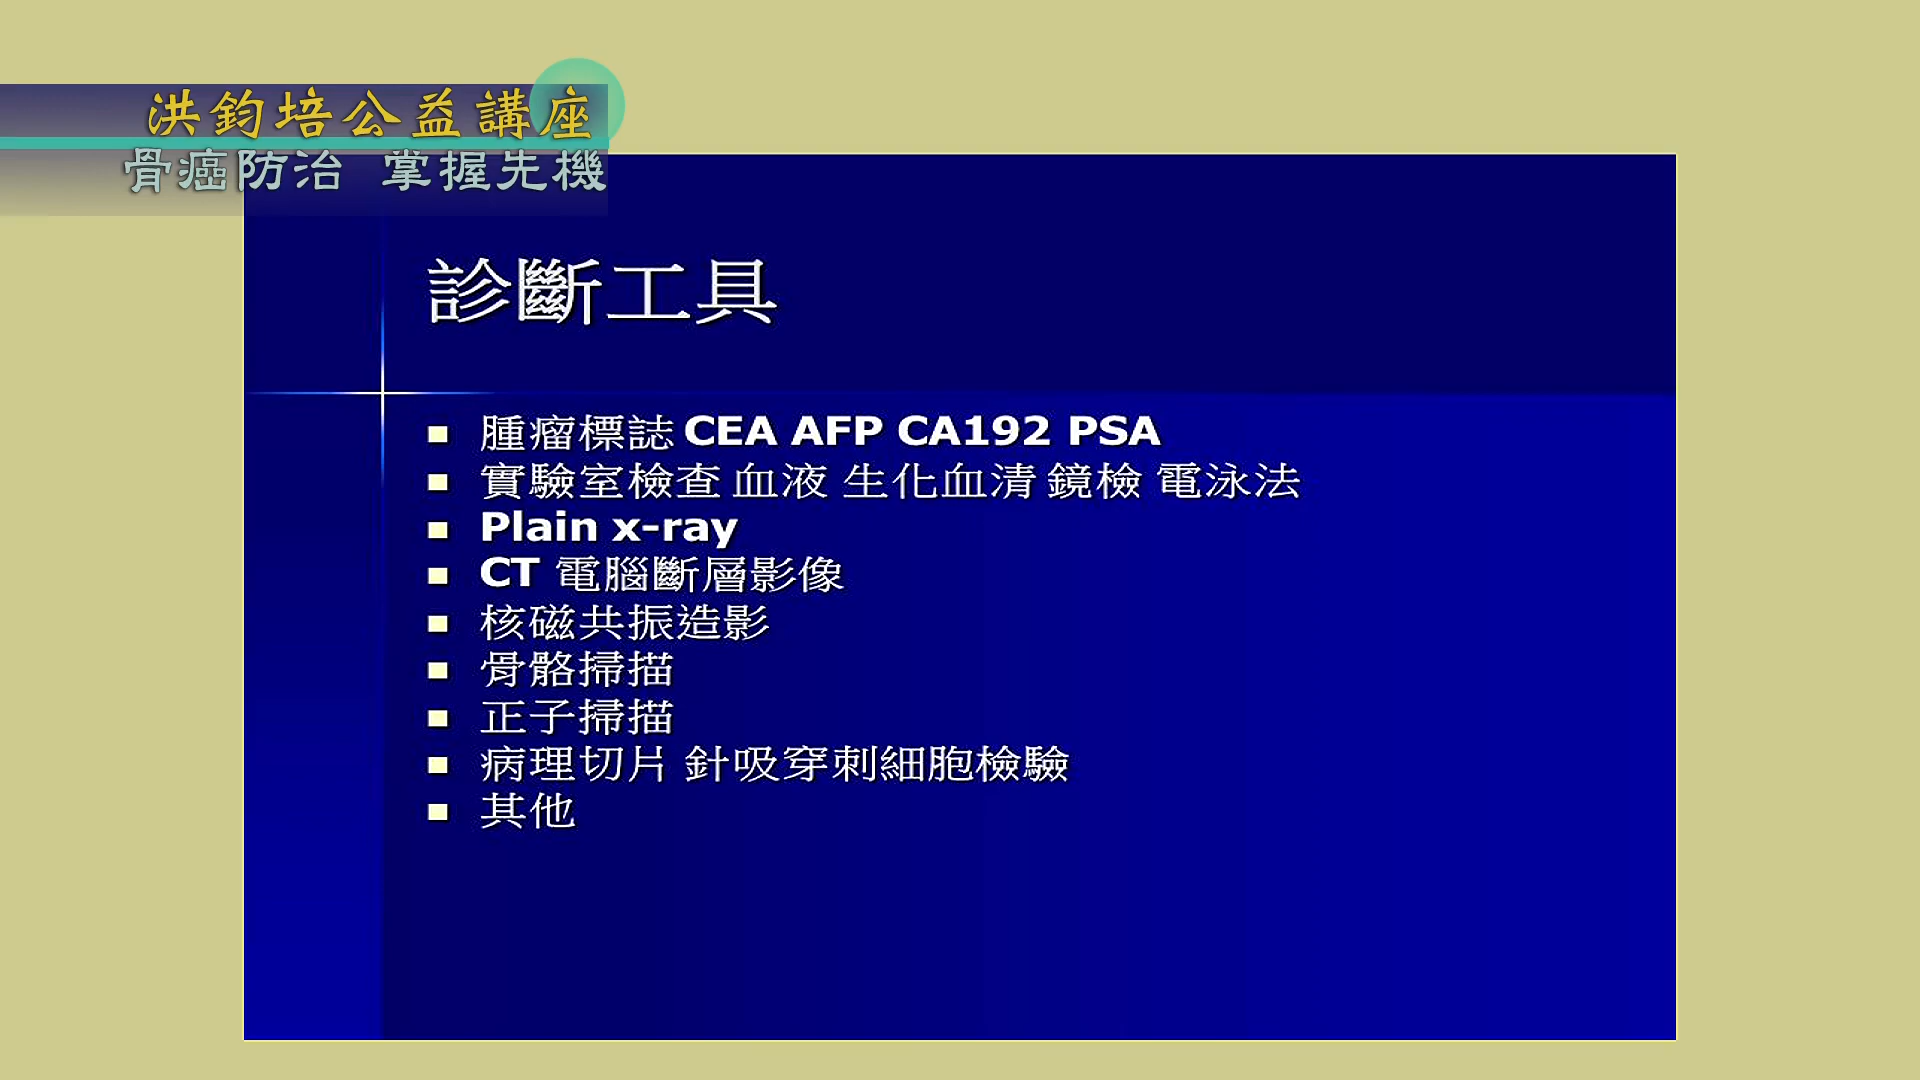 洪鈞培公益講座
骨癌防治 掌握先機
診斷工具
腫瘤標誌 CEA AFP CA192 PSA
實驗室檢查 血液 生化血清 鏡檢 電泳法
Plain x-ray
CT 電腦斷層影像
核磁共振造影
骨骼掃描
正子掃描
病理切片 針吸穿刺細胞檢驗
其他